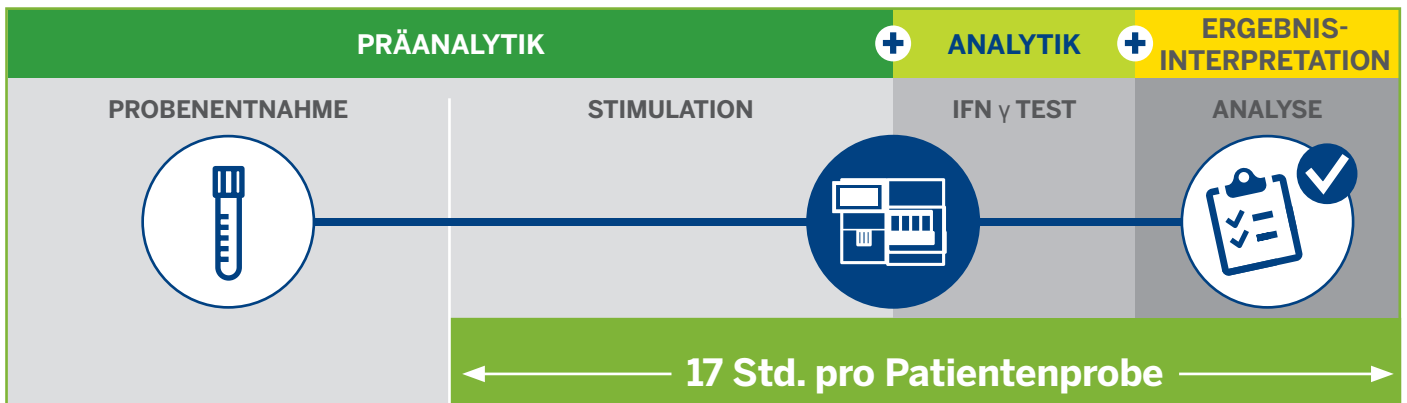 PRÄANALYTIK
+
ANALYTIK
+
ERGEBNIS-
INTERPRETATION
PROBENENTNAHME
STIMULATION
IFN γ TEST
ANALYSE
17 Std. pro Patientenprobe